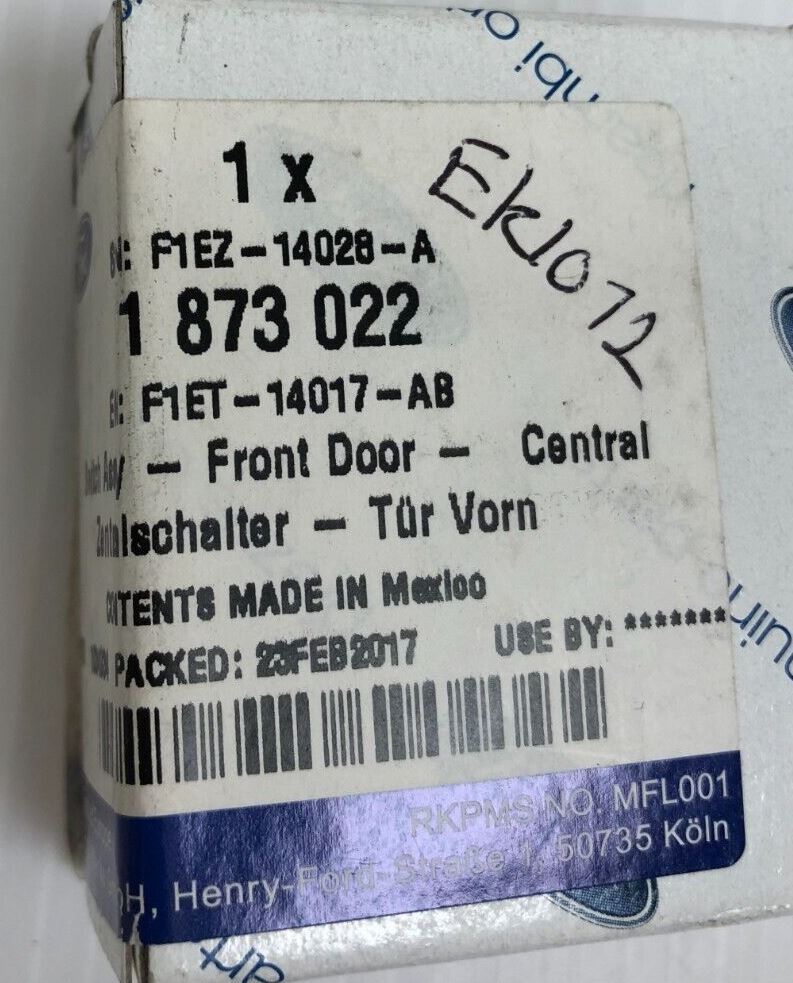 1 x
Ek1072
F1EZ-14028-A
1 873 022
F1ET-14017-AB
— Front Door — Central
— Tür Vorn
MADE IN Mexico
PACKED: 23FEB2017 USE BY: *******
RKPMS NO. MFL001
Henry-Ford-Straße 1, 50735 Köln